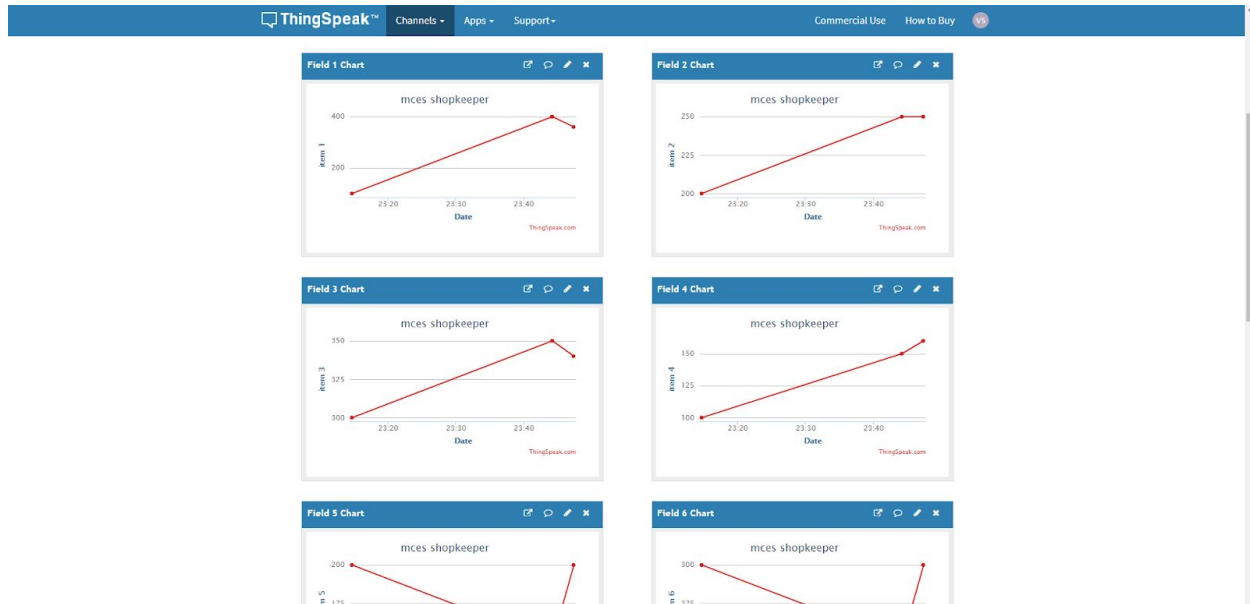 ThingSpeak™ Channels Apps Support Commercial Use How to Buy VS
Field 1 Chart
mces shopkeeper
400
200
item 1
23:20 23:30 23:40
Date
ThingSpeak.com
Field 2 Chart
mces shopkeeper
250
225
200
item 2
23:20 23:30 23:40
Date
ThingSpeak.com
Field 3 Chart
mces shopkeeper
350
325
300
item 3
23:20 23:30 23:40
Date
ThingSpeak.com
Field 4 Chart
mces shopkeeper
150
125
100
item 4
23:20 23:30 23:40
Date
ThingSpeak.com
Field 5 Chart
mces shopkeeper
200
175
Field 6 Chart
mces shopkeeper
300
275